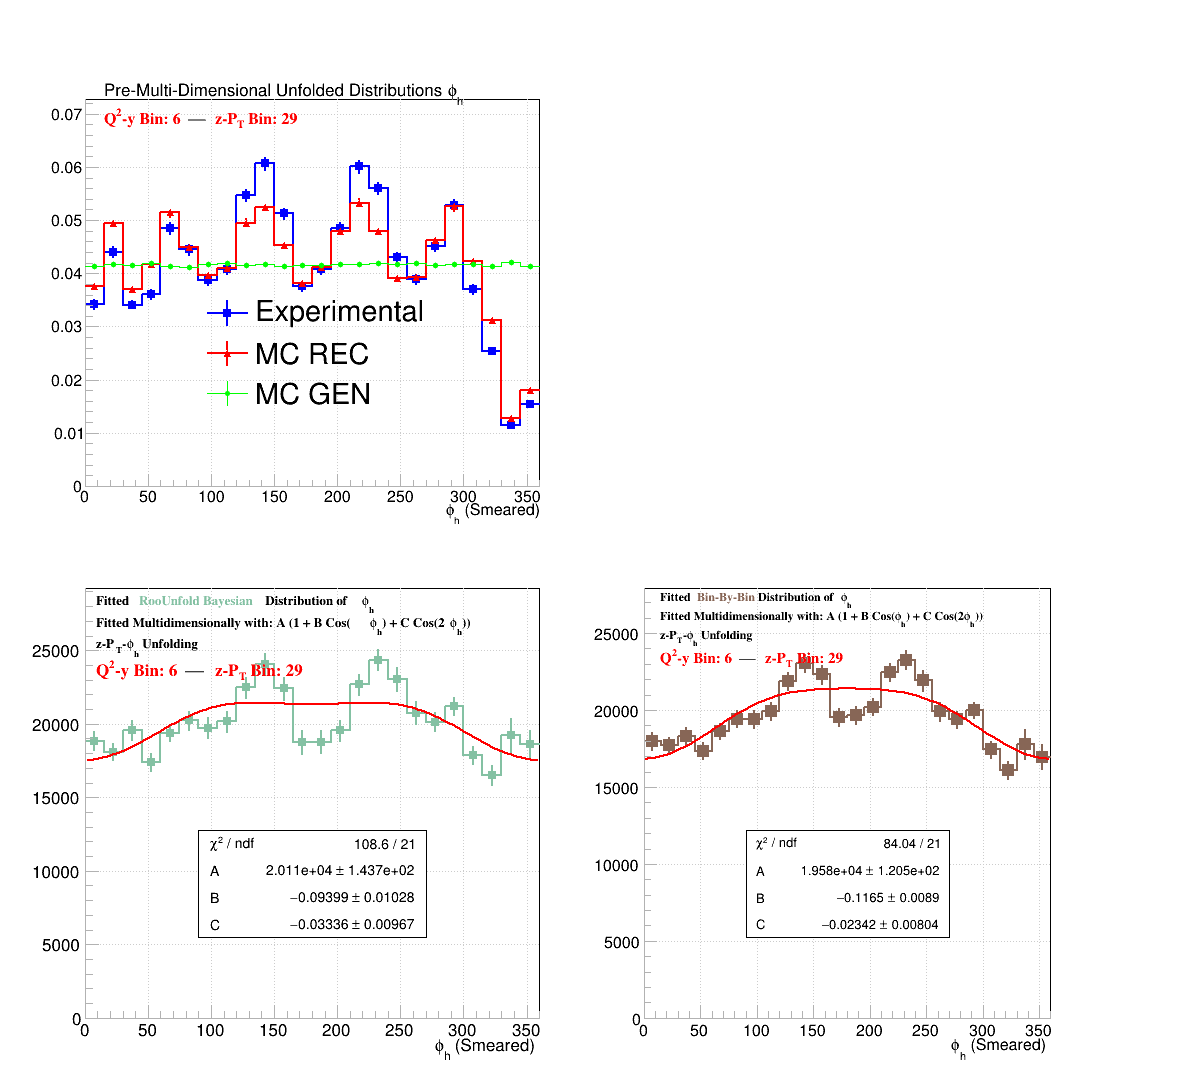 Pre-Multi-Dimensional Unfolded Distributions ϕh
Q²-y Bin: 6 — z-PT Bin: 29
0.07
0.06
0.05
0.04
0.03
0.02
0.01
0
Experimental
MC REC
MC GEN
0 50 100 150 200 250 300 350
ϕh (Smeared)
Fitted RooUnfold Bayesian Distribution of ϕh
Fitted Multidimensionally with: A (1 + B Cos( ϕh) + C Cos(2 ϕh))
z-PT-ϕh Unfolding
Q²-y Bin: 6 — z-PT Bin: 29
25000
20000
15000
10000
5000
0
χ² / ndf 108.6 / 21
A 2.011e+04 ± 1.437e+02
B −0.09399 ± 0.01028
C −0.03336 ± 0.00967
0 50 100 150 200 250 300 350
ϕh (Smeared)
Fitted Bin-By-Bin Distribution of ϕh
Fitted Multidimensionally with: A (1 + B Cos(ϕh) + C Cos(2ϕh))
z-PT-ϕh Unfolding
Q²-y Bin: 6 — z-PT Bin: 29
25000
20000
15000
10000
5000
0
χ² / ndf 84.04 / 21
A 1.958e+04 ± 1.205e+02
B −0.1165 ± 0.0089
C −0.02342 ± 0.00804
0 50 100 150 200 250 300 350
ϕh (Smeared)